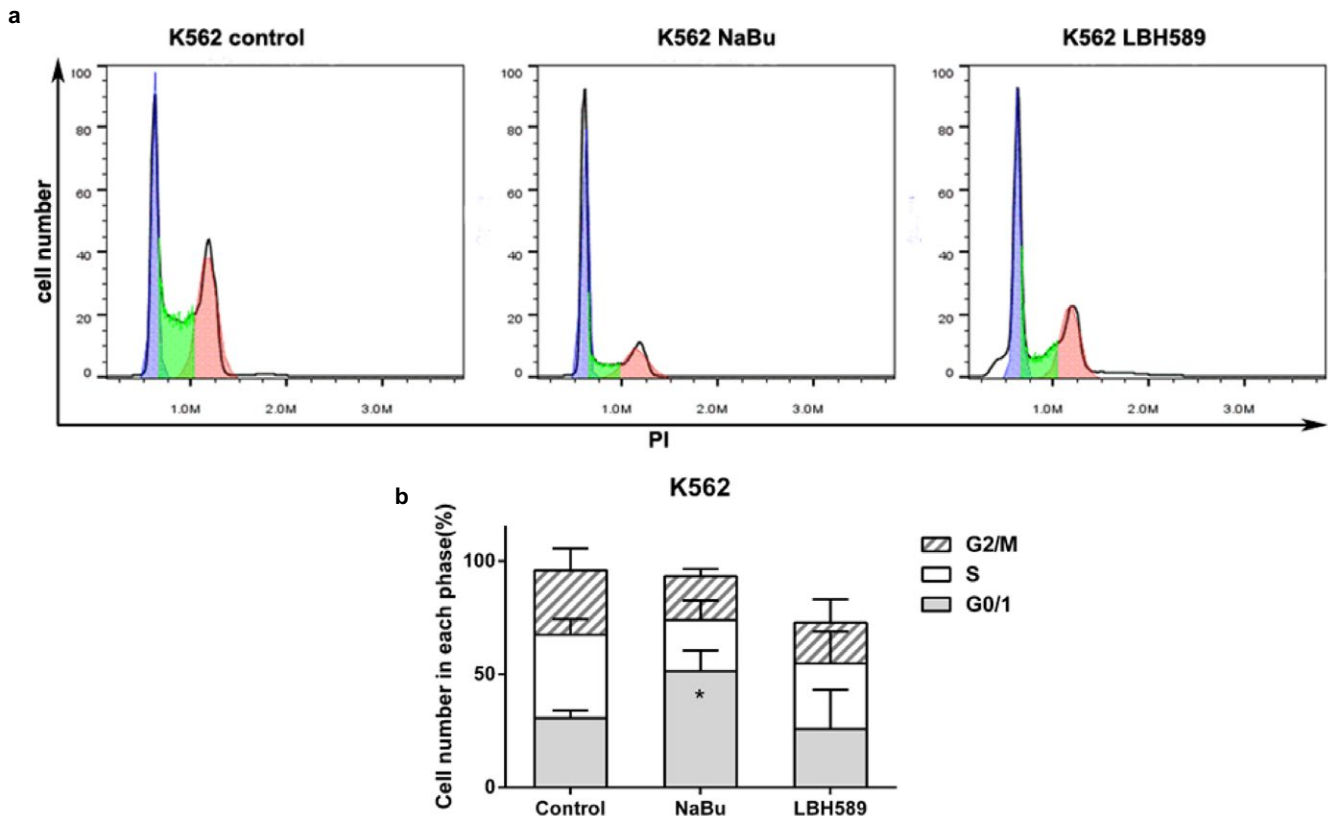 a
K562 control
K562 NaBu
K562 LBH589
cell number
100
80
60
40
20
0
1.0M 2.0M 3.0M
100
80
60
40
20
0
1.0M 2.0M 3.0M
100
80
60
40
20
0
1.0M 2.0M 3.0M
PI
b
K562
Cell number in each phase(%)
100
50
0
*
Control NaBu LBH589
G2/M
S
G0/1